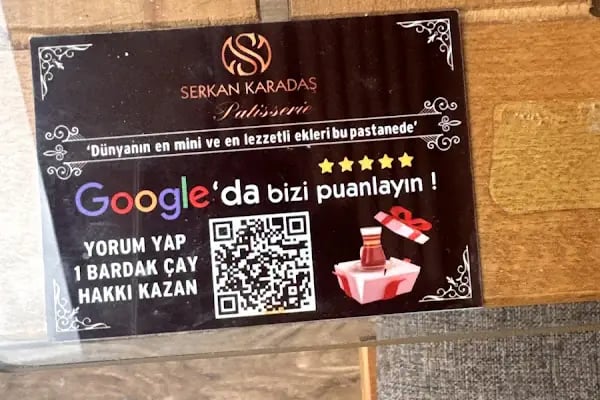 SERKAN KARADAŞ
Patisserie
'Dünyanın en mini ve en lezzetli ekleri bu pastanede'
Google'da bizi puanlayın !
YORUM YAP
1 BARDAK ÇAY
HAKKI KAZAN